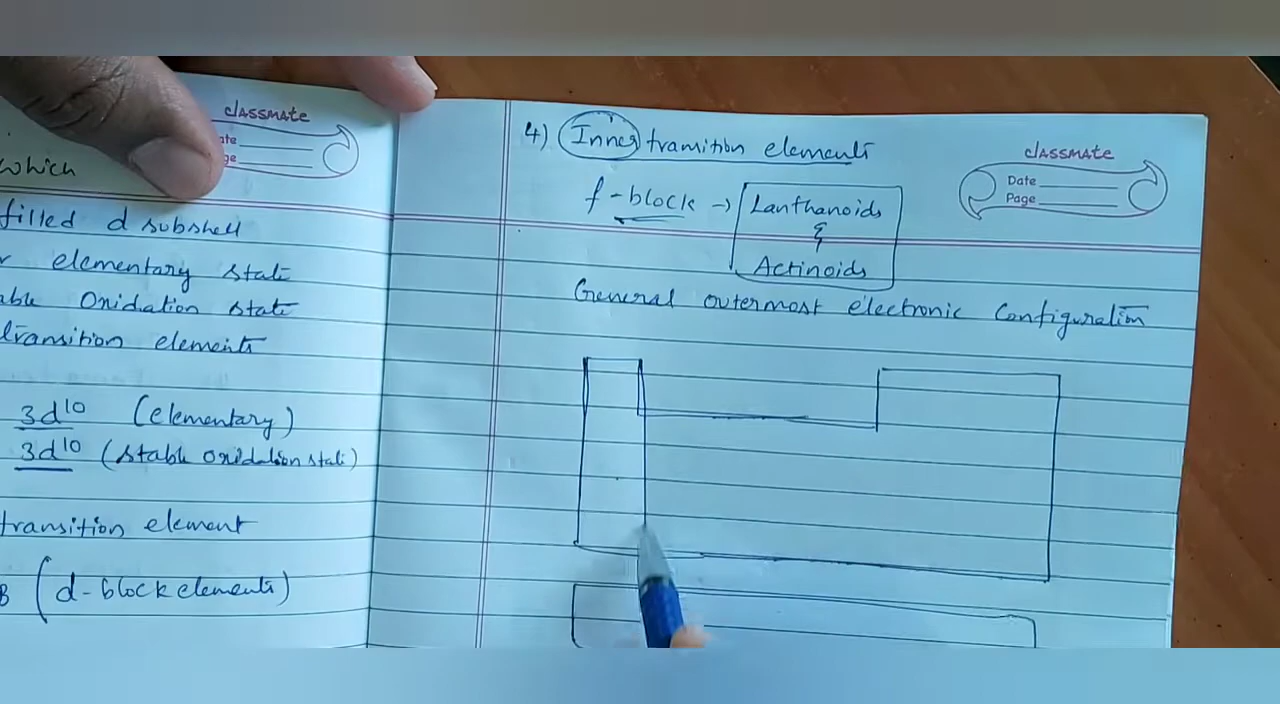 classmate
which
filled d subshell
elementary state
Oxidation state
transition elements
3d10 (elementary)
3d10 (stable oxidation state)
transition element
(d-block elements)
4) Inner transition elements
classmate
Date
Page
f-block → Lanthanoids
&
Actinoids
General outermost electronic Configuration